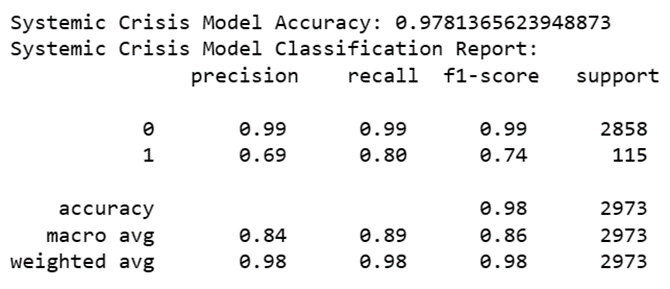 Systemic Crisis Model Accuracy: 0.9781365623948873
Systemic Crisis Model Classification Report:
precision recall f1-score support
0 0.99 0.99 0.99 2858
1 0.69 0.80 0.74 115
accuracy 0.98 2973
macro avg 0.84 0.89 0.86 2973
weighted avg 0.98 0.98 0.98 2973